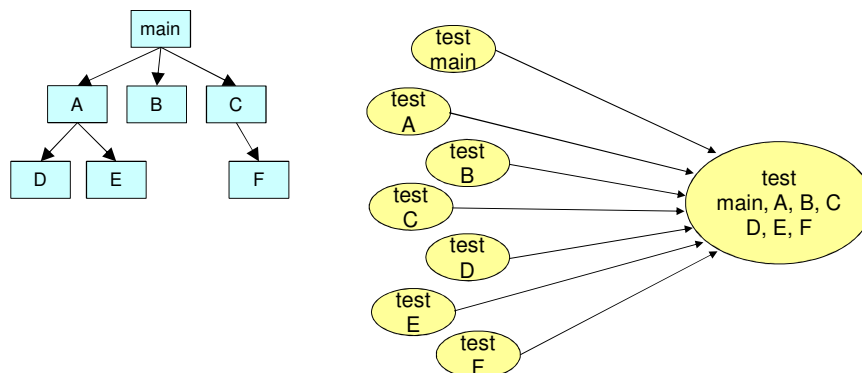 main
A
B
C
D
E
F
test
main
test
A
test
B
test
C
test
D
test
E
test
F
test
main, A, B, C
D, E, F